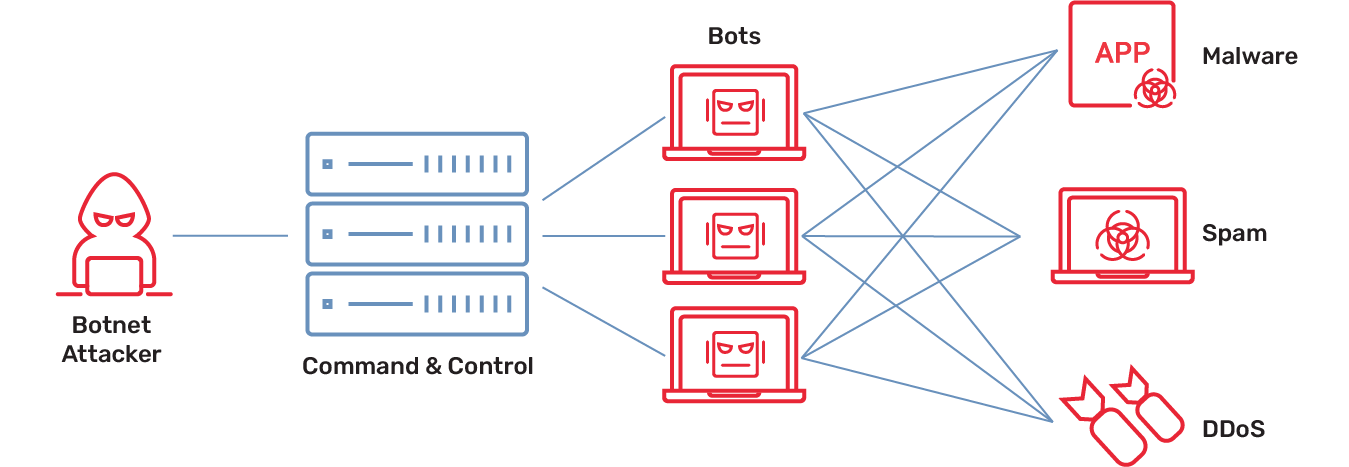 Bots
APP
Malware
Spam
Botnet
Attacker
Command & Control
DDoS